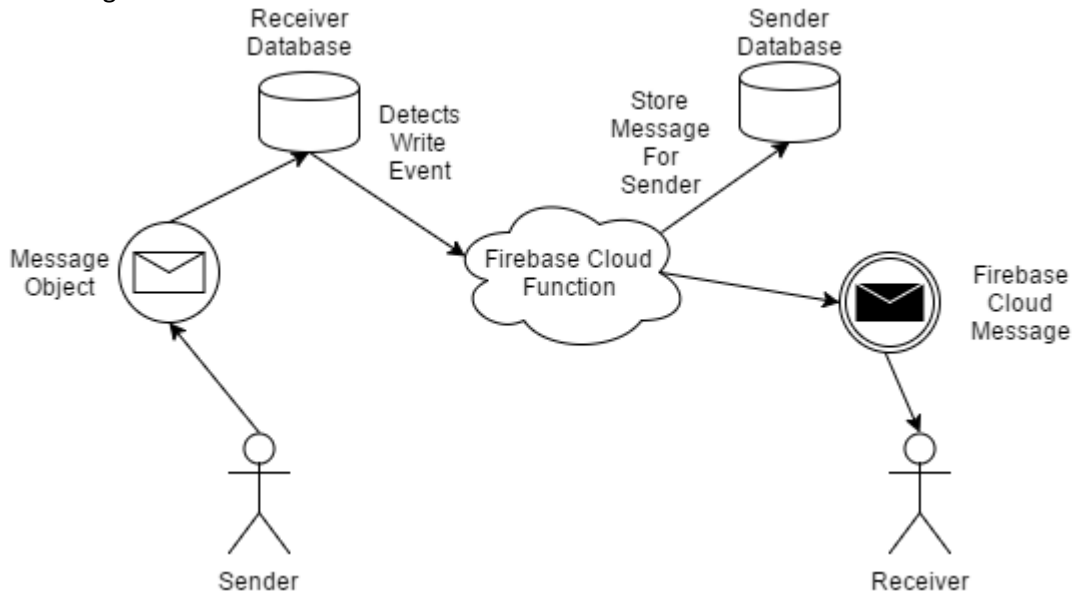 Receiver
Database
Sender
Database
Detects
Write
Event
Store
Message
For
Sender
Message
Object
Firebase Cloud
Function
Firebase
Cloud
Message
Sender
Receiver